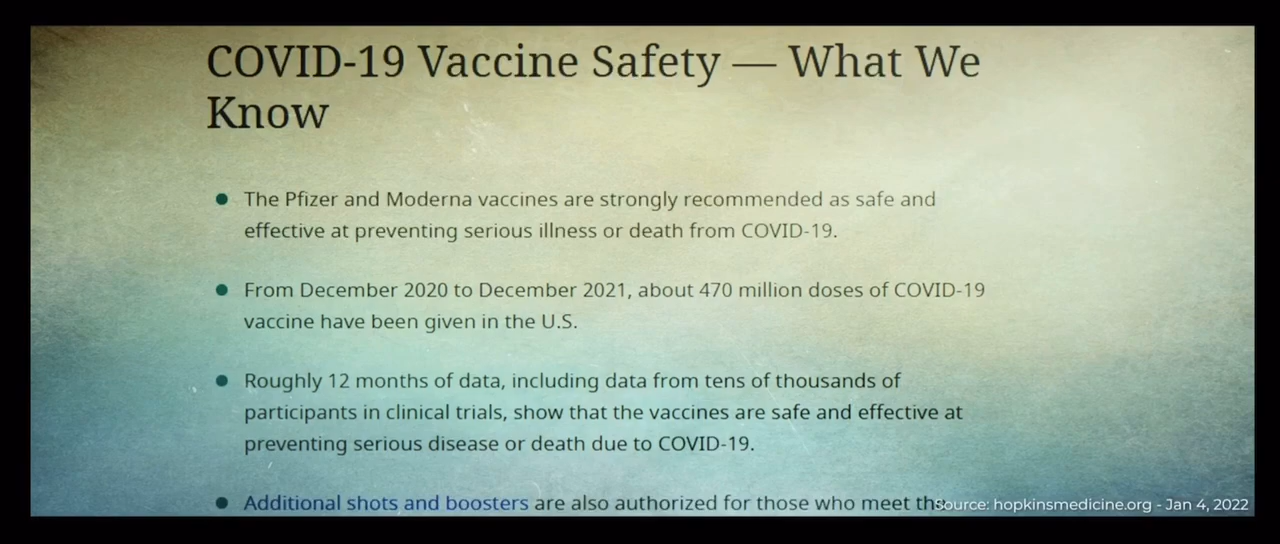 COVID-19 Vaccine Safety — What We
Know
The Pfizer and Moderna vaccines are strongly recommended as safe and
effective at preventing serious illness or death from COVID-19.
From December 2020 to December 2021, about 470 million doses of COVID-19
vaccine have been given in the U.S.
Roughly 12 months of data, including data from tens of thousands of
participants in clinical trials, show that the vaccines are safe and effective at
preventing serious disease or death due to COVID-19.
Additional shots and boosters are also authorized for those who meet the
Source: hopkinsmedicine.org - Jan 4, 2022